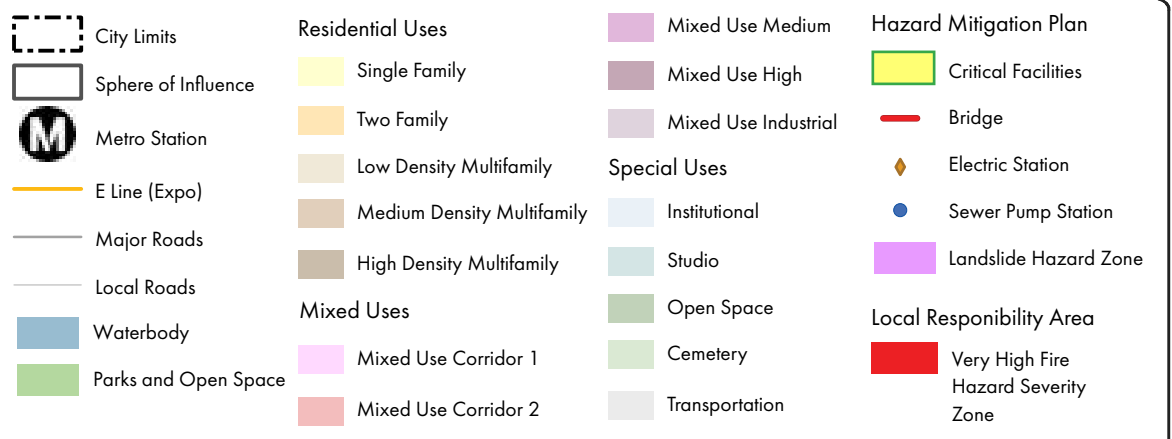 City Limits
Sphere of Influence
M
Metro Station
E Line (Expo)
Major Roads
Local Roads
Waterbody
Parks and Open Space
Residential Uses
Single Family
Two Family
Low Density Multifamily
Medium Density Multifamily
High Density Multifamily
Mixed Uses
Mixed Use Corridor 1
Mixed Use Corridor 2
Mixed Use Medium
Mixed Use High
Mixed Use Industrial
Special Uses
Institutional
Studio
Open Space
Cemetery
Transportation
Hazard Mitigation Plan
Critical Facilities
Bridge
Electric Station
Sewer Pump Station
Landslide Hazard Zone
Local Responibility Area
Very High Fire
Hazard Severity
Zone